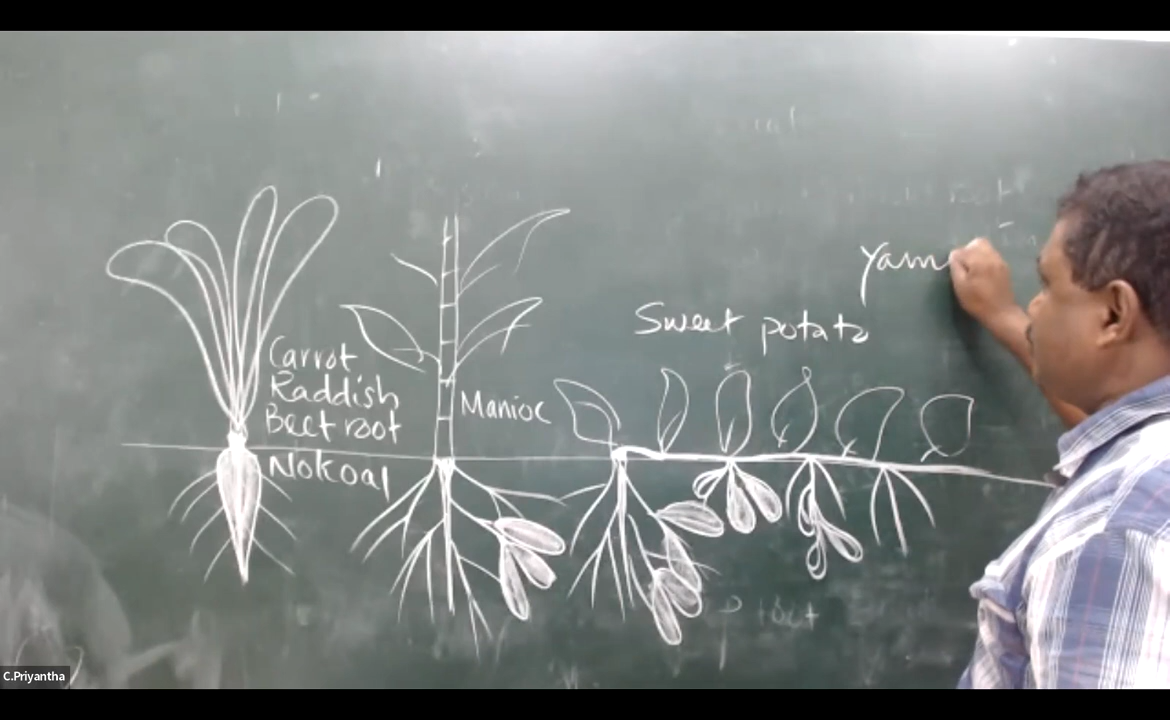 Carrot
Raddish
Beet root
Nokoal
Manioc
Sweet potato
Yam
C.Priyantha